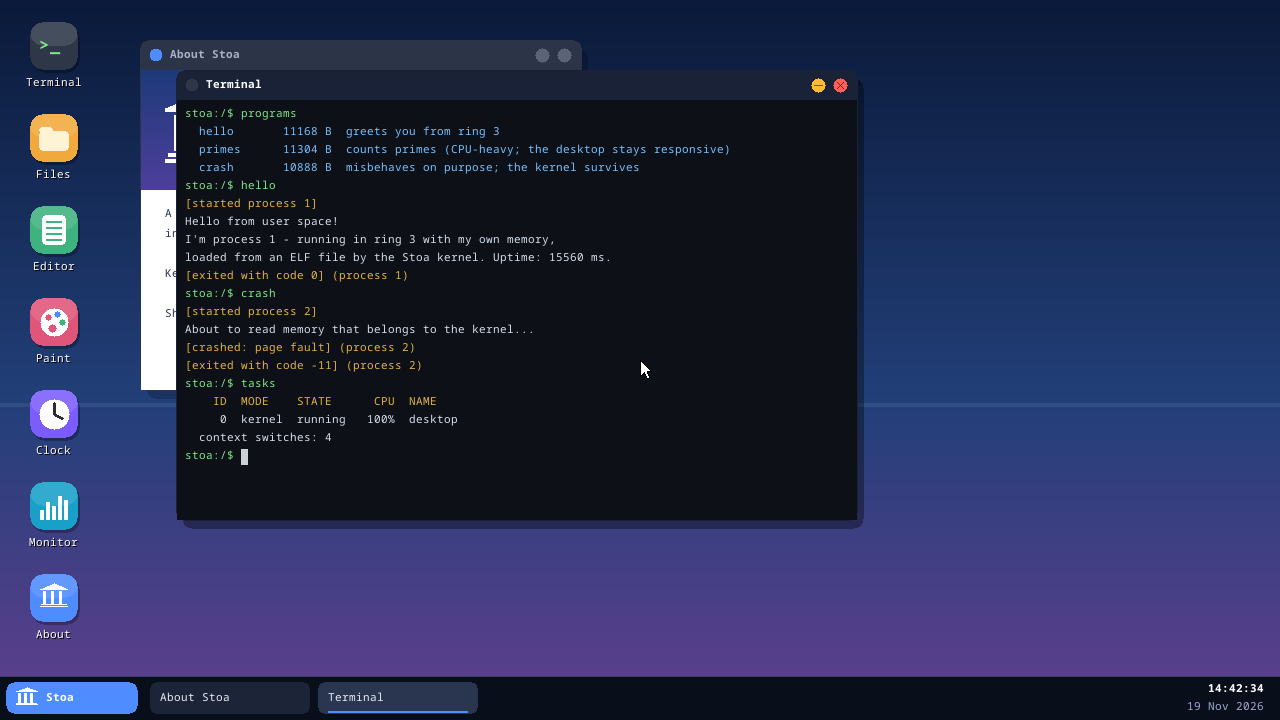 >_
Terminal
Files
Editor
Paint
Clock
Monitor
About
About Stoa
A
Ke
Terminal
stoa:/$ programs
hello 11168 B greets you from ring 3
primes 11304 B counts primes (CPU-heavy; the desktop stays responsive)
crash 10888 B misbehaves on purpose; the kernel survives
stoa:/$ hello
[started process 1]
Hello from user space!
I'm process 1 - running in ring 3 with my own memory,
loaded from an ELF file by the Stoa kernel. Uptime: 15560 ms.
[exited with code 0] (process 1)
stoa:/$ crash
[started process 2]
About to read memory that belongs to the kernel...
[crashed: page fault] (process 2)
[exited with code -11] (process 2)
stoa:/$ tasks
ID MODE STATE CPU NAME
0 kernel running 100% desktop
context switches: 4
stoa:/$
Stoa
About Stoa
Terminal
14:42:34
19 Nov 2026